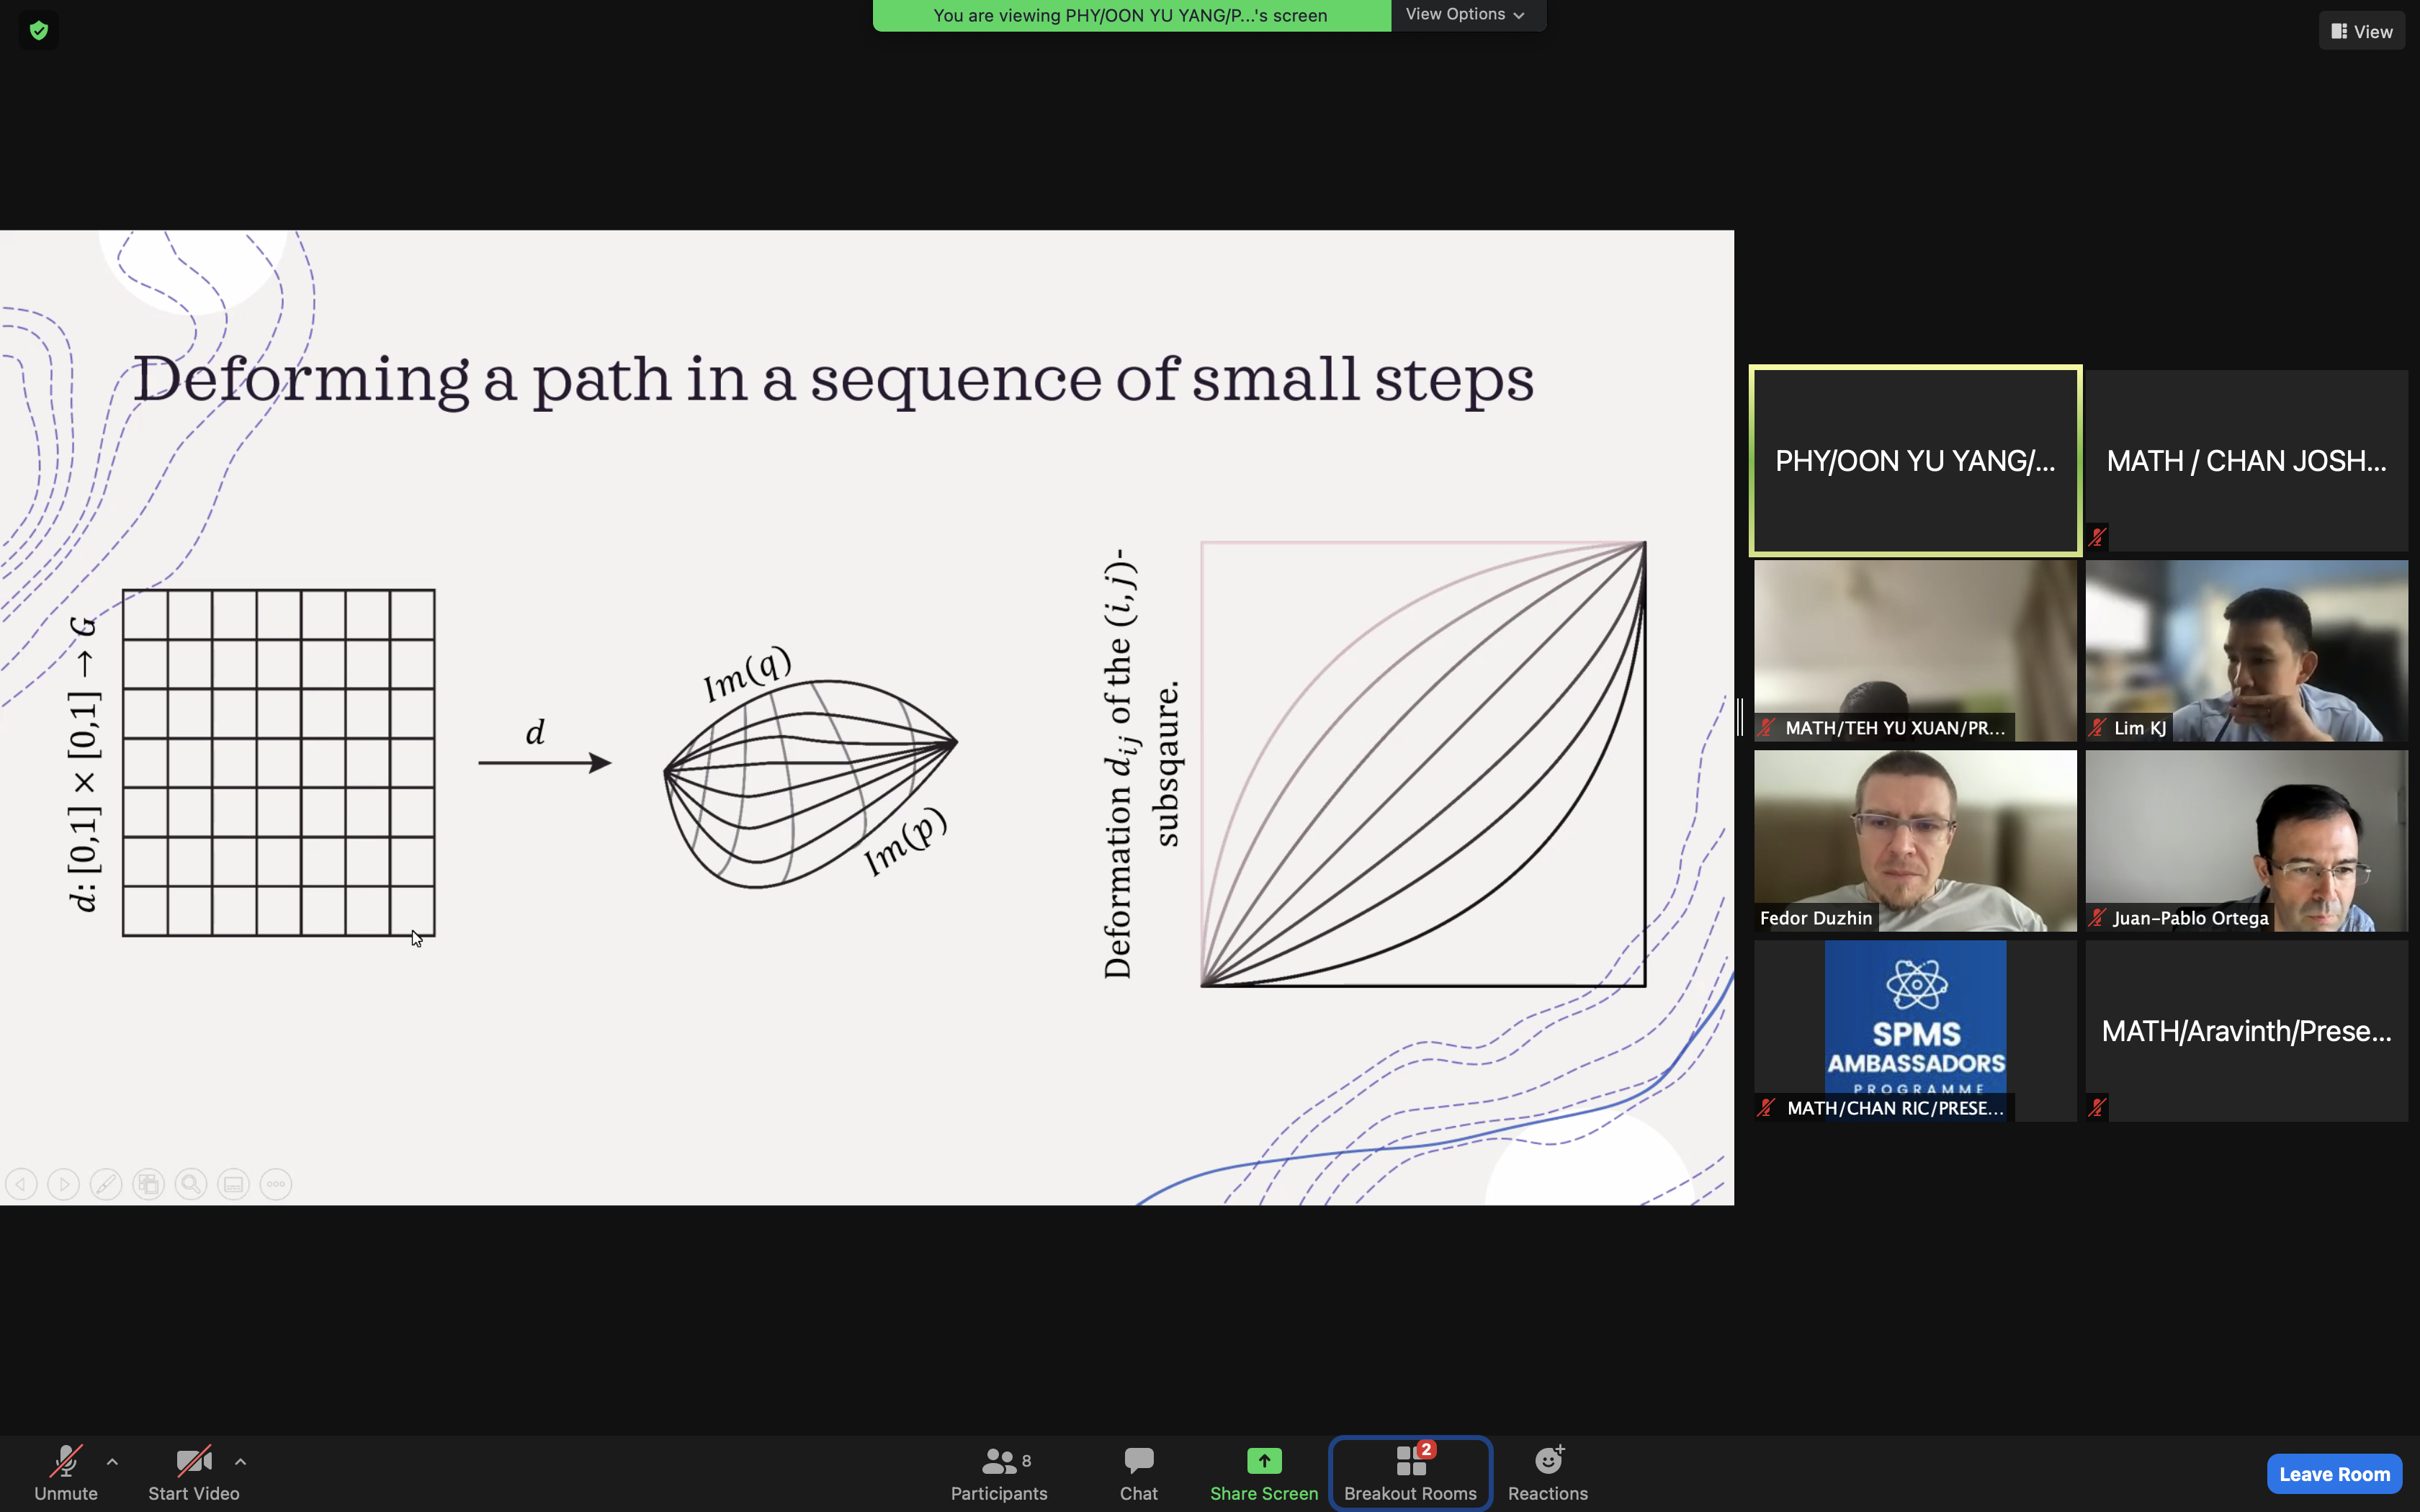 You are viewing PHY/OON YU YANG/P...'s screen
View Options
View
Deforming a path in a sequence of small steps
d: [0,1] × [0,1] → G
d
Im(q)
Im(p)
Deformation d_{ij} of the (i,j)-
subsqaure.
PHY/OON YU YANG/...
MATH / CHAN JOSH...
MATH/TEH YU XUAN/PR...
Lim KJ
Fedor Duzhin
Juan-Pablo Ortega
SPMS
AMBASSADORS
PROGRAMME
MATH/CHAN RIC/PRESE...
MATH/Aravinth/Prese...
Unmute
Start Video
8
Participants
Chat
Share Screen
2
Breakout Rooms
Reactions
Leave Room